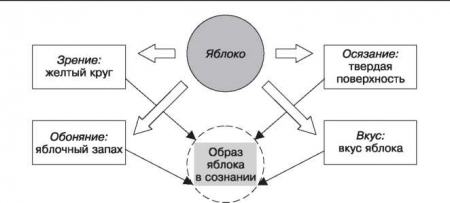 Зрение:
желтый круг
Яблоко
Осязание:
твердая
поверхность
Обоняние:
яблочный запах
Образ
яблока
в сознании
Вкус:
вкус яблока